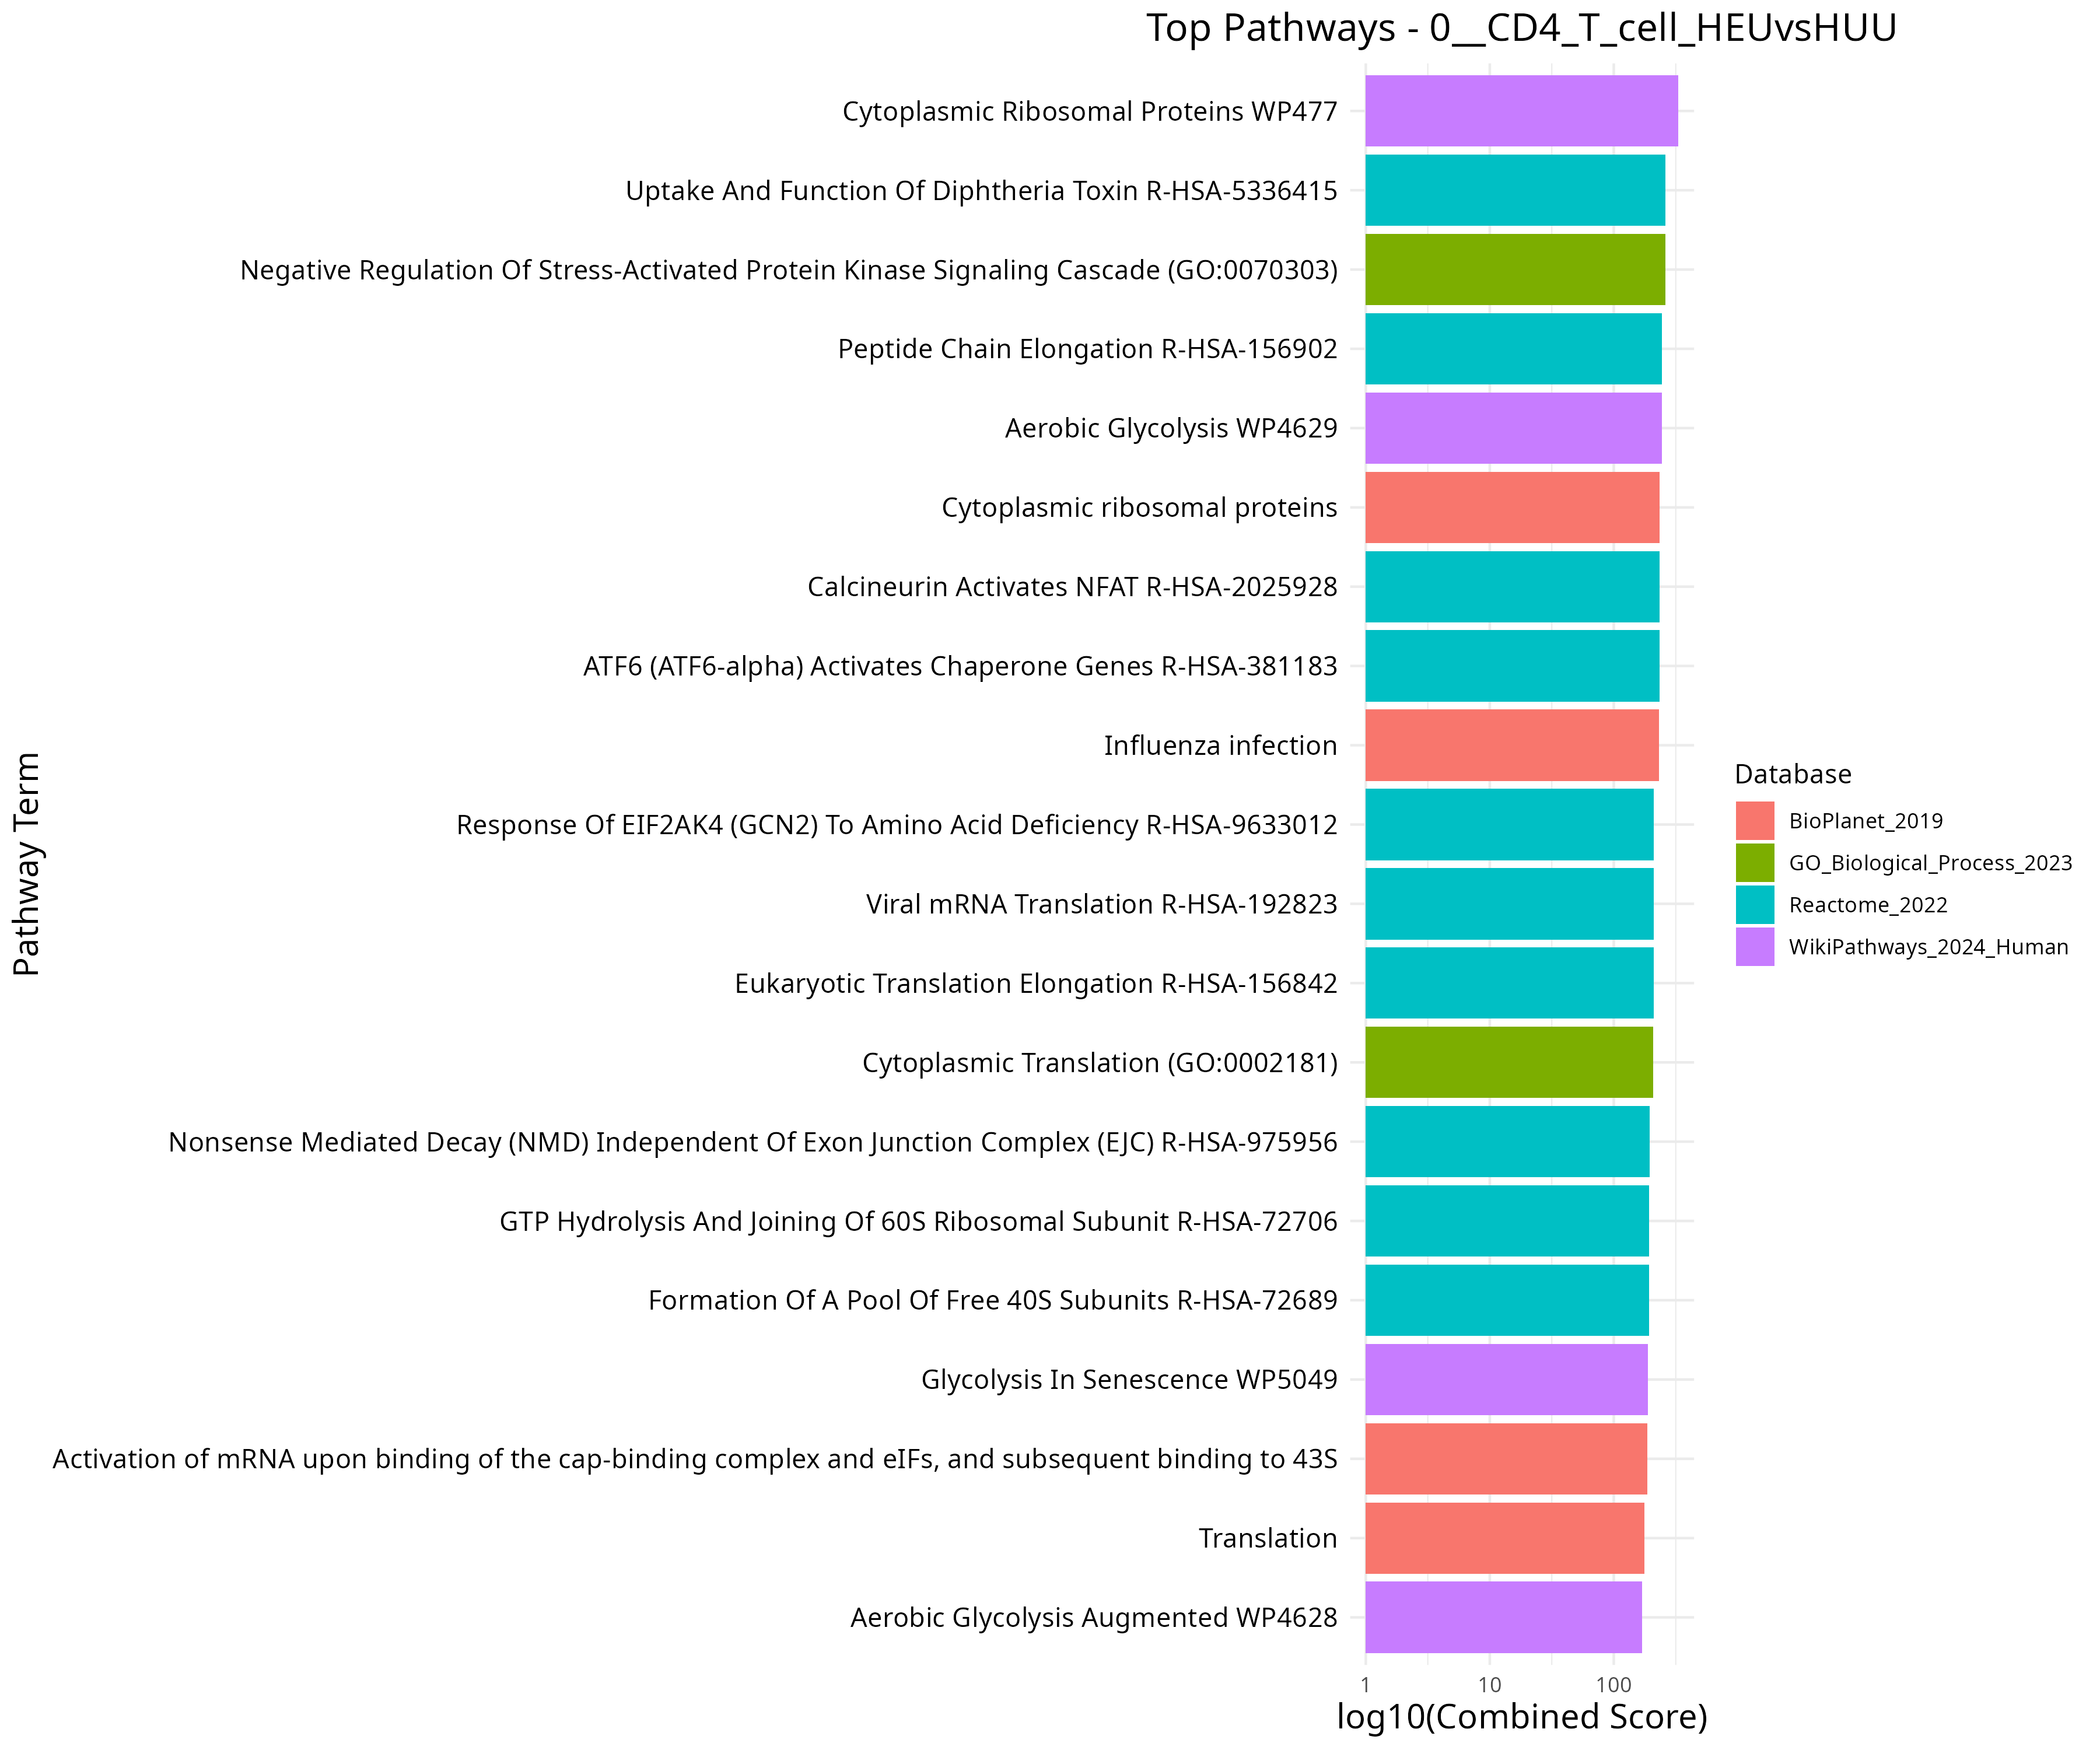 Top Pathways - 0__CD4_T_cell_HEUvsHUU
Pathway Term
Cytoplasmic Ribosomal Proteins WP477
Uptake And Function Of Diphtheria Toxin R-HSA-5336415
Negative Regulation Of Stress-Activated Protein Kinase Signaling Cascade (GO:0070303)
Peptide Chain Elongation R-HSA-156902
Aerobic Glycolysis WP4629
Cytoplasmic ribosomal proteins
Calcineurin Activates NFAT R-HSA-2025928
ATF6 (ATF6-alpha) Activates Chaperone Genes R-HSA-381183
Influenza infection
Response Of EIF2AK4 (GCN2) To Amino Acid Deficiency R-HSA-9633012
Viral mRNA Translation R-HSA-192823
Eukaryotic Translation Elongation R-HSA-156842
Cytoplasmic Translation (GO:0002181)
Nonsense Mediated Decay (NMD) Independent Of Exon Junction Complex (EJC) R-HSA-975956
GTP Hydrolysis And Joining Of 60S Ribosomal Subunit R-HSA-72706
Formation Of A Pool Of Free 40S Subunits R-HSA-72689
Glycolysis In Senescence WP5049
Activation of mRNA upon binding of the cap-binding complex and eIFs, and subsequent binding to 43S
Translation
Aerobic Glycolysis Augmented WP4628
1 10 100
log10(Combined Score)
Database
BioPlanet_2019
GO_Biological_Process_2023
Reactome_2022
WikiPathways_2024_Human